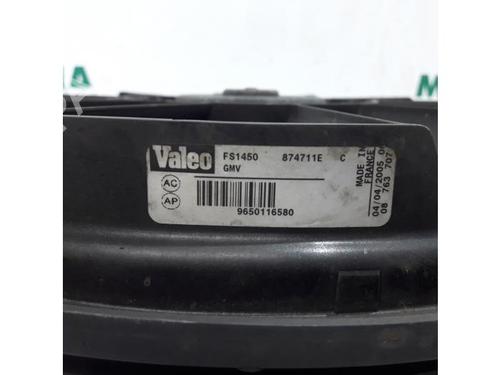 Valeo FS1450 874711E C
GMV
AC
AP
9650116580
MADE IN
FRANCE
04/04/2005
08 763 707